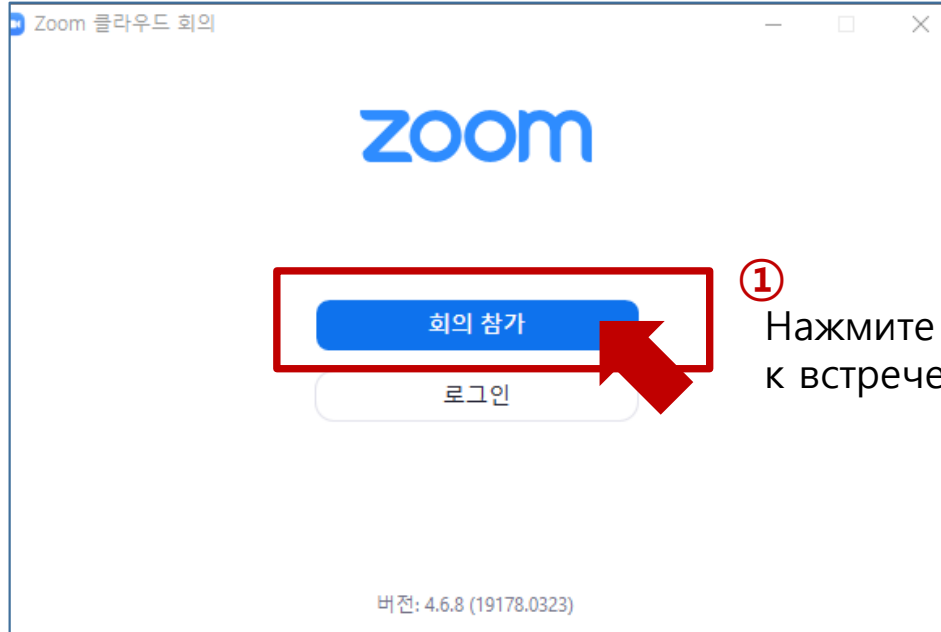 Zoom 클라우드 회의
zoom
회의 참가
①
Нажмите
к встрече
로그인
버전: 4.6.8 (19178.0323)